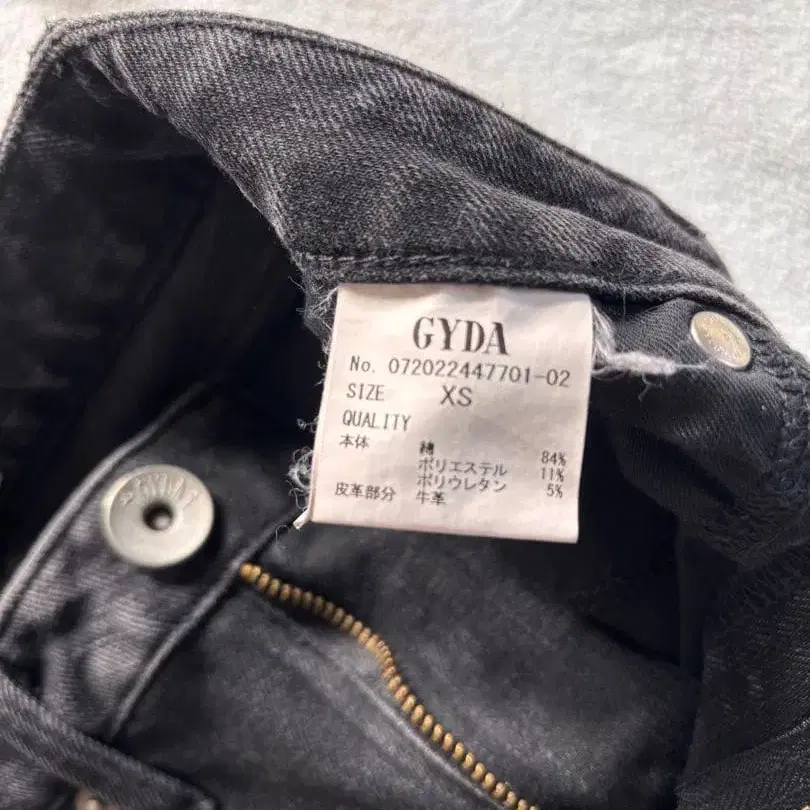 GYDA
No. 072022447701-02
SIZE XS
QUALITY
本体 綿 84%
ポリエステル 11%
ポリウレタン 5%
皮革部分 牛革
GYDA